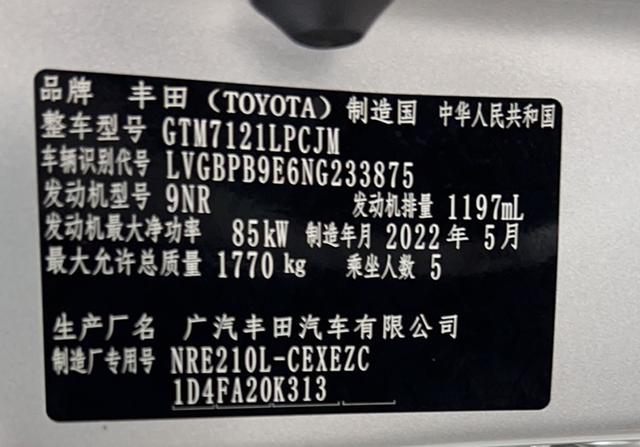 品牌 丰田（TOYOTA）制造国 中华人民共和国
整车型号 GTM7121LPCJM
车辆识别代号 LVGBPB9E6NG233875
发动机型号 9NR 发动机排量 1197mL
发动机最大净功率 85kW 制造年月 2022年5月
最大允许总质量 1770kg 乘坐人数 5
生产厂名 广汽丰田汽车有限公司
制造厂专用号 NRE210L-CEXEZC
1D4FA20K313